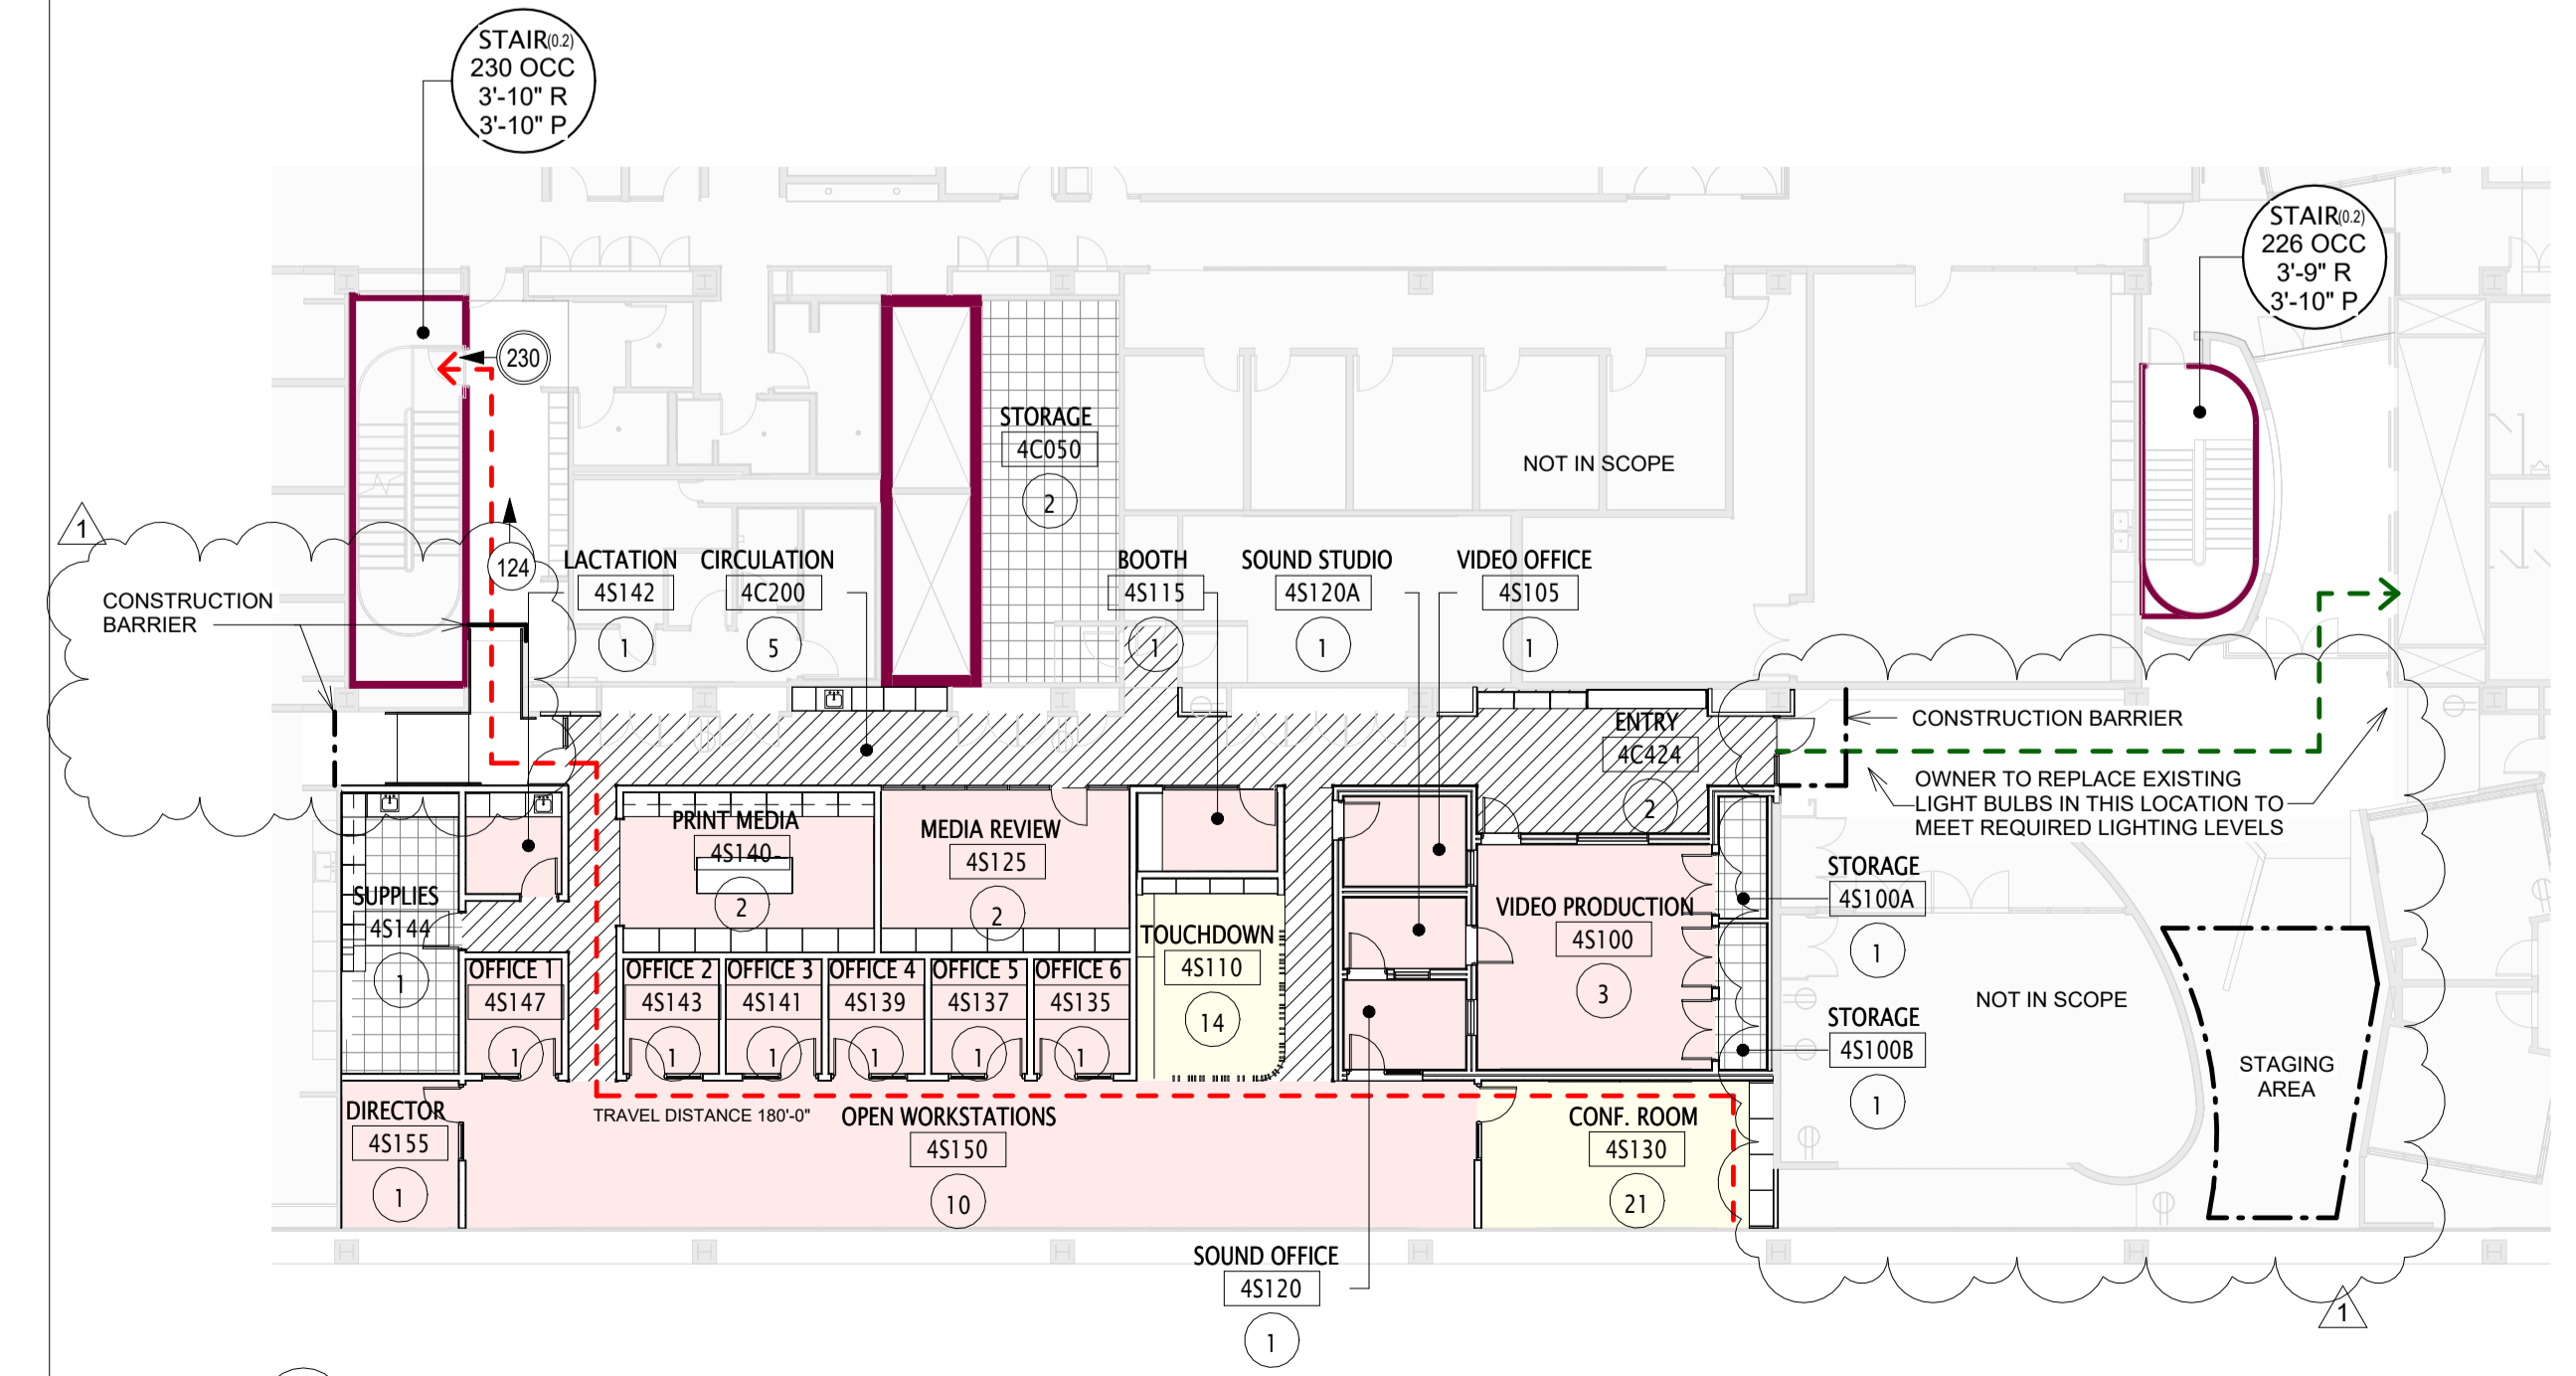 STAIR(0.2)
230 OCC
3'-10" R
3'-10" P
STAIR(0.2)
226 OCC
3'-9" R
3'-10" P
230
STORAGE
4C050
2
NOT IN SCOPE
1
124
CONSTRUCTION
BARRIER
LACTATION
4S142
1
CIRCULATION
4C200
5
BOOTH
4S115
1
SOUND STUDIO
4S120A
1
VIDEO OFFICE
4S105
1
ENTRY
4C424
2
CONSTRUCTION BARRIER
OWNER TO REPLACE EXISTING
LIGHT BULBS IN THIS LOCATION TO
MEET REQUIRED LIGHTING LEVELS
PRINT MEDIA
4S140
2
MEDIA REVIEW
4S125
2
SUPPLIES
4S144
1
TOUCHDOWN
4S110
14
VIDEO PRODUCTION
4S100
3
STORAGE
4S100A
1
STORAGE
4S100B
1
NOT IN SCOPE
STAGING
AREA
OFFICE 1
4S147
1
OFFICE 2
4S143
1
OFFICE 3
4S141
1
OFFICE 4
4S139
1
OFFICE 5
4S137
1
OFFICE 6
4S135
1
DIRECTOR
4S155
1
TRAVEL DISTANCE 180'-0"
OPEN WORKSTATIONS
4S150
10
CONF. ROOM
4S130
21
SOUND OFFICE
4S120
1
1